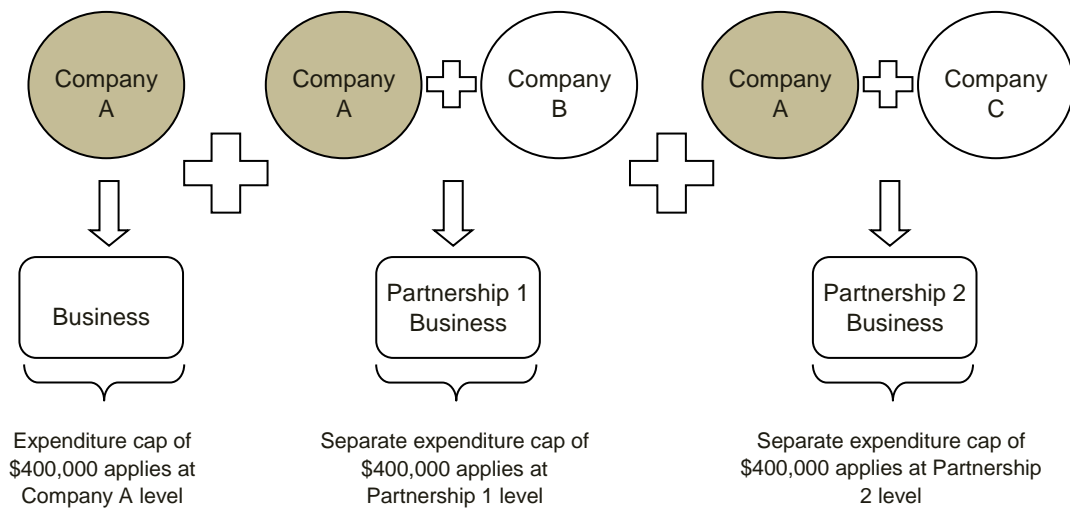 Company
A
Company
A
Company
B
Company
A
Company
C
Business
Partnership 1
Business
Partnership 2
Business
Expenditure cap of
$400,000 applies at
Company A level
Separate expenditure cap of
$400,000 applies at
Partnership 1 level
Separate expenditure cap of
$400,000 applies at Partnership
2 level